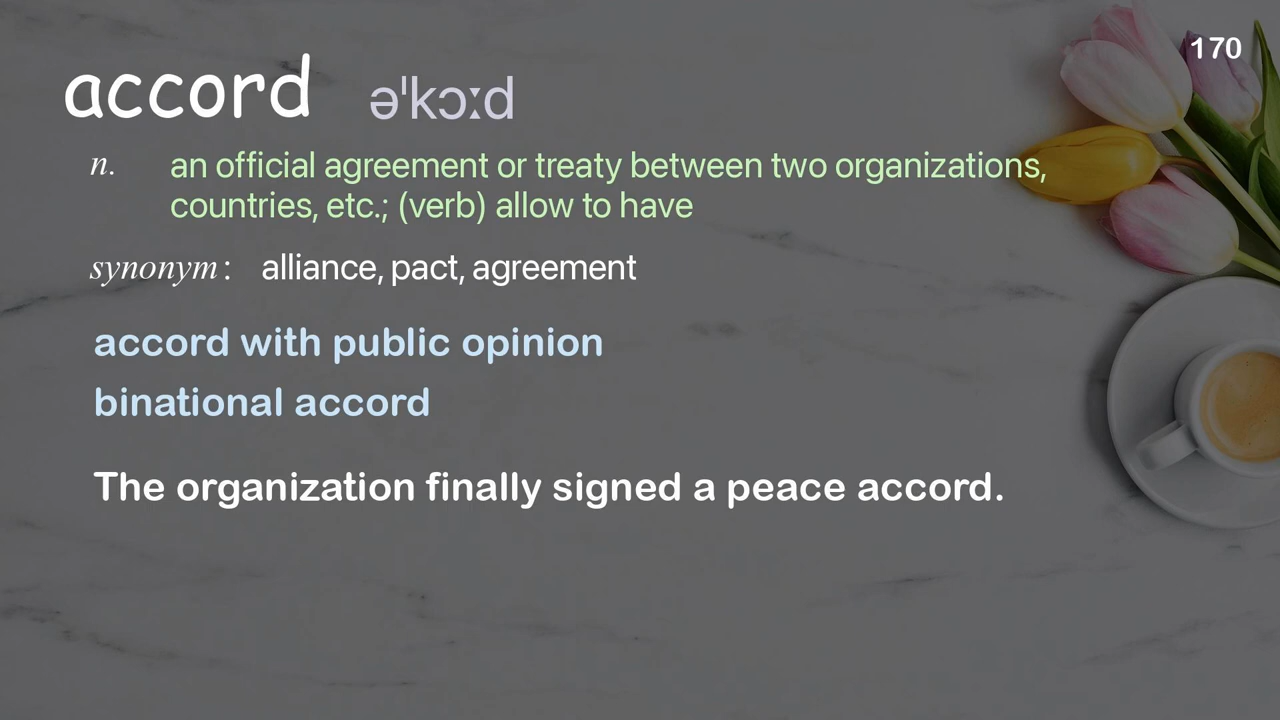 170
accord əˈkɔːd
n. an official agreement or treaty between two organizations,
countries, etc.; (verb) allow to have
synonym: alliance, pact, agreement
accord with public opinion
binational accord
The organization finally signed a peace accord.